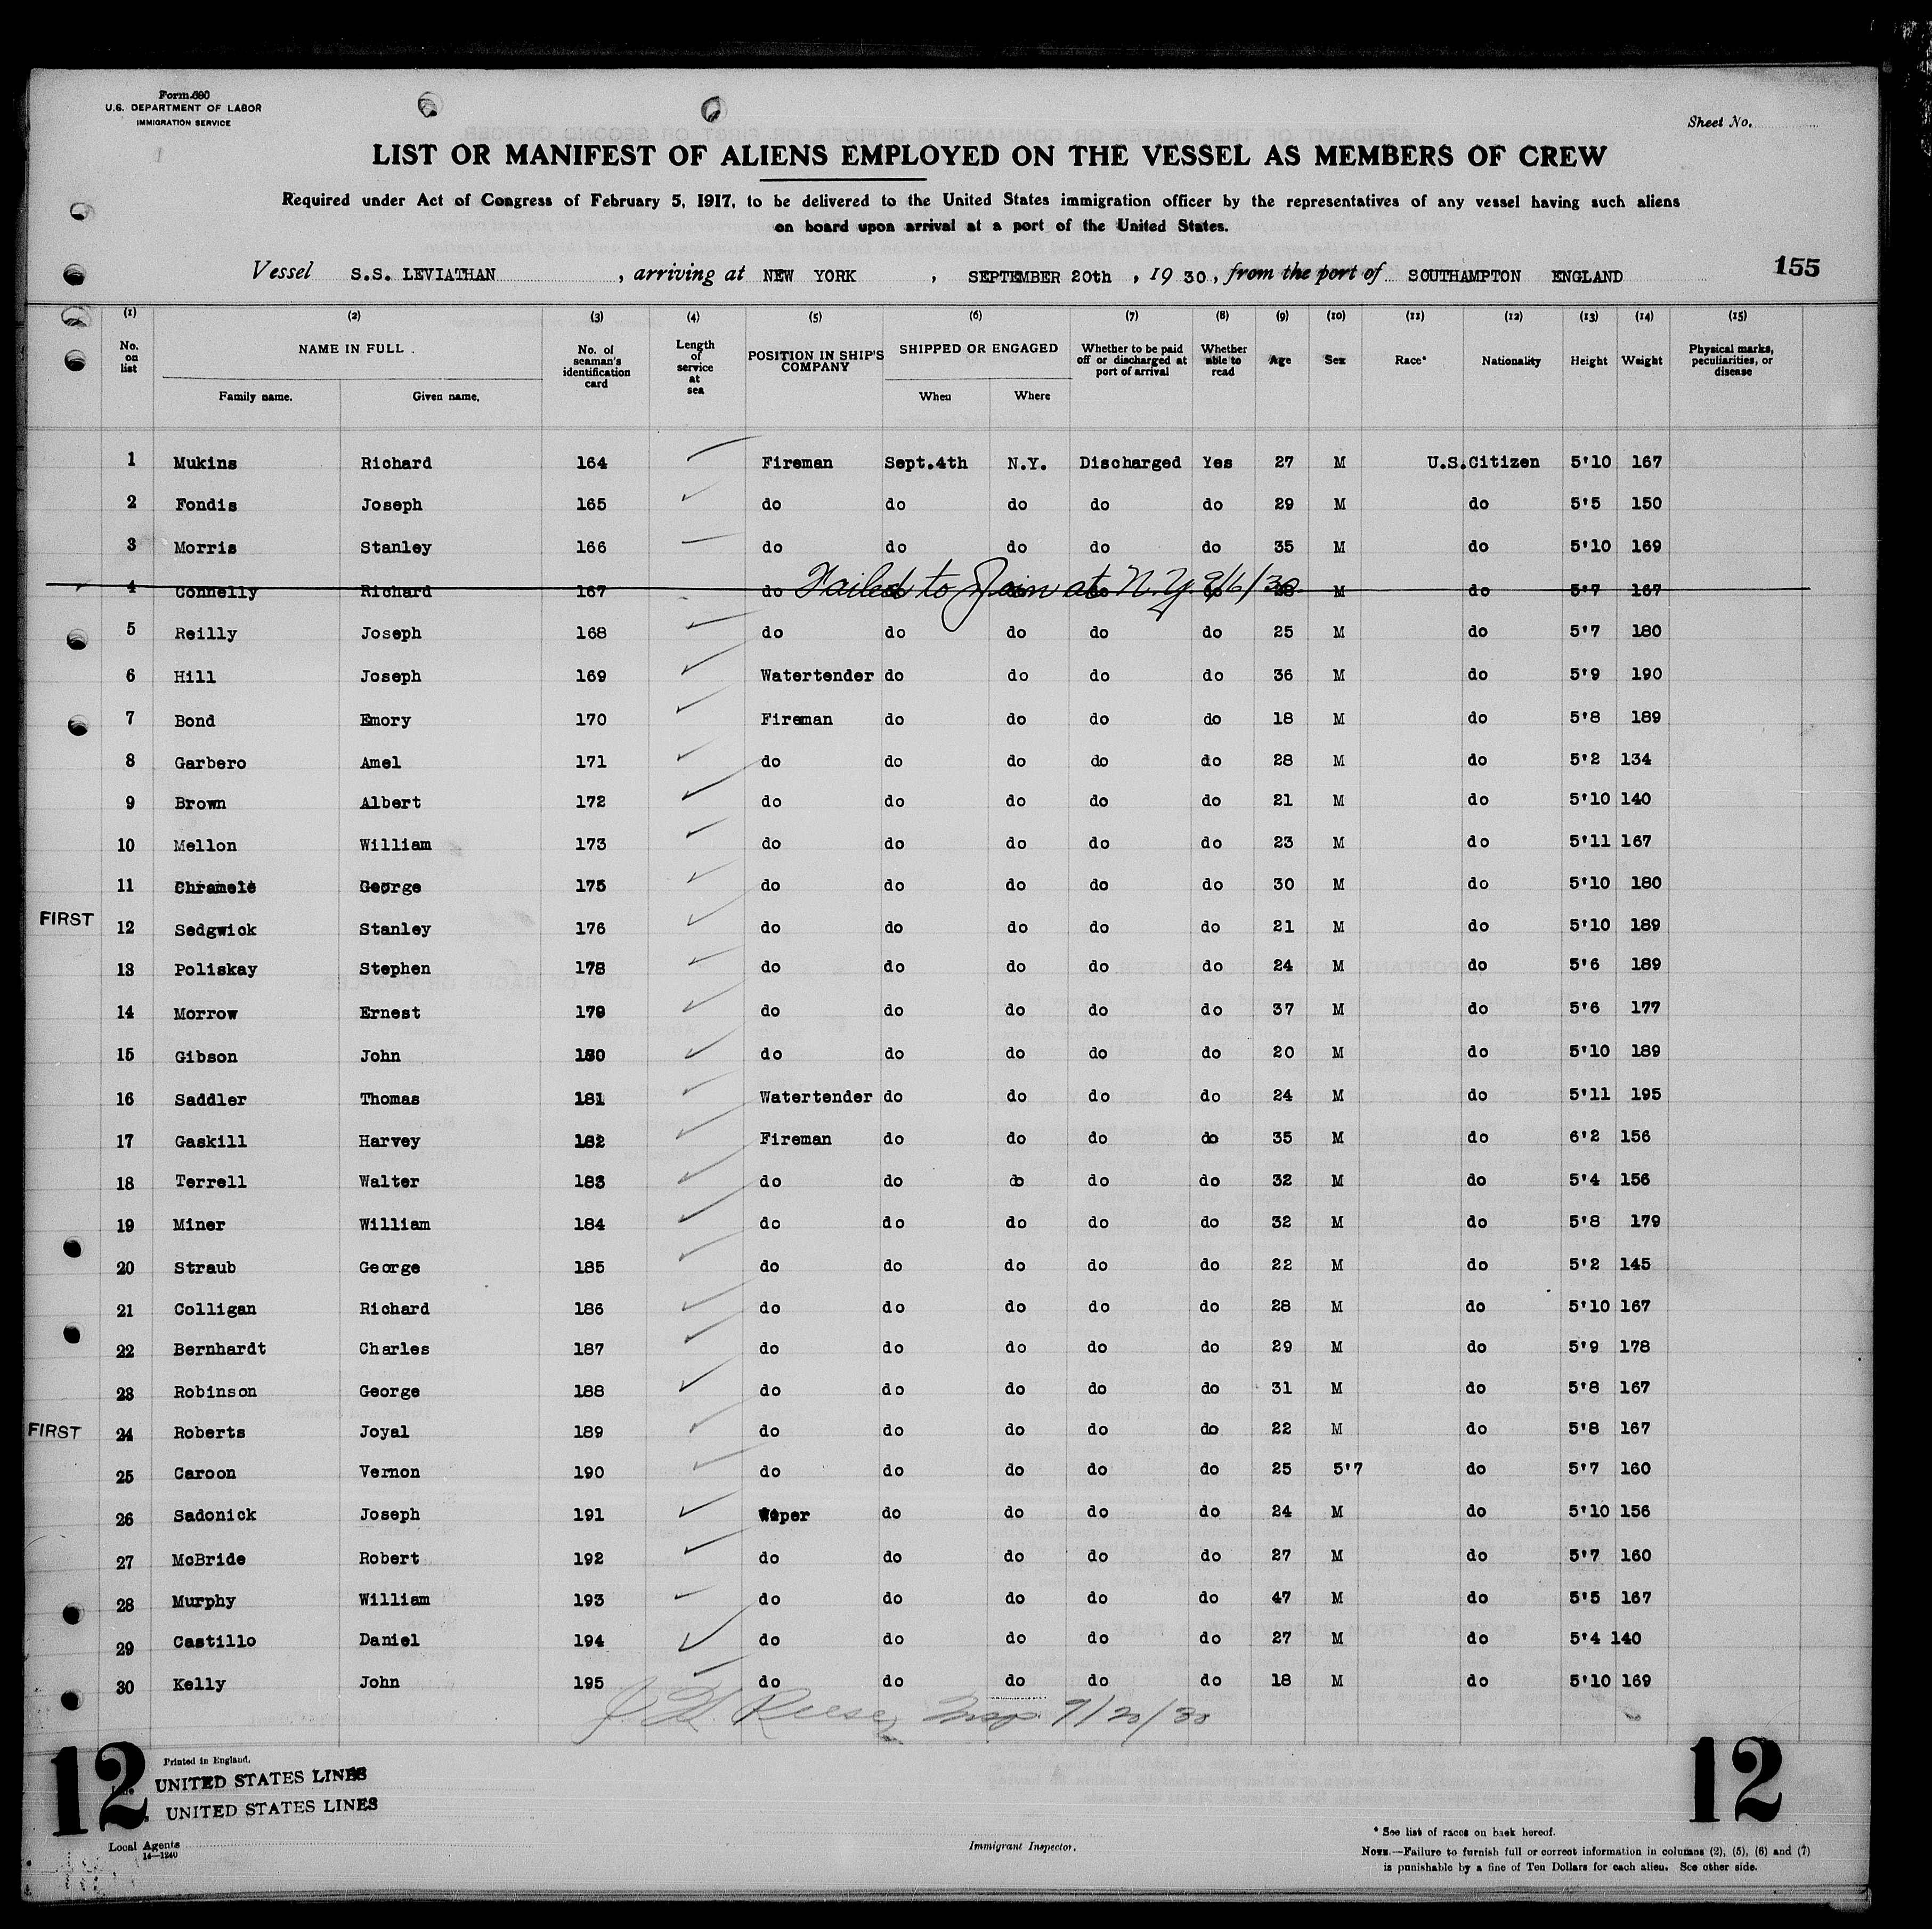 Form 680
U.S. DEPARTMENT OF LABOR
IMMIGRATION SERVICE
Sheet No.
LIST OR MANIFEST OF ALIENS EMPLOYED ON THE VESSEL AS MEMBERS OF CREW
Required under Act of Congress of February 5, 1917, to be delivered to the United States immigration officer by the representatives of any vessel having such aliens
on board upon arrival at a port of the United States.
Vessel S.S. LEVIATHAN, arriving at NEW YORK, SEPTEMBER 20th, 19 30, from the port of SOUTHAMPTON ENGLAND 155
(1) (2) (3) (4) (5) (6) (7) (8) (9) (10) (11) (12) (13) (14) (15)
No. on list NAME IN FULL Family name. Given name. No. of seaman's identification card Length of service at sea POSITION IN SHIP'S COMPANY SHIPPED OR ENGAGED When Where Whether to be paid off or discharged at port of arrival Whether able to read Age Sex Race* Nationality Height Weight Physical marks, peculiarities, or disease
1 Mukins Richard 164 Fireman Sept.4th N.Y. Discharged Yes 27 M U.S.Citizen 5'10 167
2 Fondis Joseph 165 do do do do do 29 M do 5'5 150
3 Morris Stanley 166 do do do do do 35 M do 5'10 169
4 Connelly Richard 167 do Failed to Join at N.Y. 9/6/30 M do 5'7 167
5 Reilly Joseph 168 do do do do do 25 M do 5'7 180
6 Hill Joseph 169 Watertender do do do do 36 M do 5'9 190
7 Bond Emory 170 Fireman do do do do 18 M do 5'8 189
8 Garbero Amel 171 do do do do do 28 M do 5'2 134
9 Brown Albert 172 do do do do do 21 M do 5'10 140
10 Mellon William 173 do do do do do 23 M do 5'11 167
11 George 175 do do do do do 30 M do 5'10 180
FIRST 12 Sedgwick Stanley 176 do do do do do 21 M do 5'10 189
13 Poliskay Stephen 178 do do do do do 24 M do 5'6 189
14 Morrow Ernest 179 do do do do do 37 M do 5'6 177
15 Gibson John 180 do do do do do 20 M do 5'10 189
16 Saddler Thomas 181 Watertender do do do do 24 M do 5'11 195
17 Gaskill Harvey 182 Fireman do do do do 35 M do 6'2 156
18 Terrell Walter 183 do do do do do 32 M do 5'4 156
19 Miner William 184 do do do do do 32 M do 5'8 179
20 Straub George 185 do do do do do 22 M do 5'2 145
21 Colligan Richard 186 do do do do do 28 M do 5'10 167
22 Bernhardt Charles 187 do do do do do 29 M do 5'9 178
23 Robinson George 188 do do do do do 31 M do 5'8 167
FIRST 24 Roberts Joyal 189 do do do do do 22 M do 5'8 167
25 Caroon Vernon 190 do do do do do 25 5'7 do 5'7 160
26 Sadonick Joseph 191 Wiper do do do do 24 M do 5'10 156
27 McBride Robert 192 do do do do do 27 M do 5'7 160
28 Murphy William 193 do do do do do 47 M do 5'5 167
29 Castillo Daniel 194 do do do do do 27 M do 5'4 140
30 Kelly John 195 do do do do do 18 M do 5'10 169
9/20/30
12 12
Printed in England.
UNITED STATES LINES
UNITED STATES LINES
Local Agents
14—1240
Immigrant Inspector.
* See list of races on back hereof.
NOTE.—Failure to furnish full or correct information in columns (2), (5), (6) and (7)
is punishable by a fine of Ten Dollars for each alien. See other side.